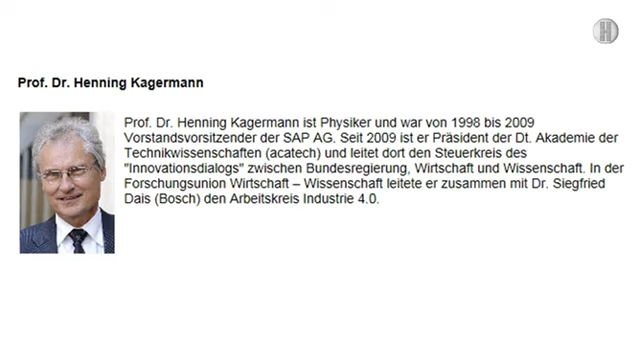 Prof. Dr. Henning Kagermann
Prof. Dr. Henning Kagermann ist Physiker und war von 1998 bis 2009
Vorstandsvorsitzender der SAP AG. Seit 2009 ist er Präsident der Dt. Akademie der
Technikwissenschaften (acatech) und leitet dort den Steuerkreis des
"Innovationsdialogs" zwischen Bundesregierung, Wirtschaft und Wissenschaft. In der
Forschungsunion Wirtschaft – Wissenschaft leitete er zusammen mit Dr. Siegfried
Dais (Bosch) den Arbeitskreis Industrie 4.0.